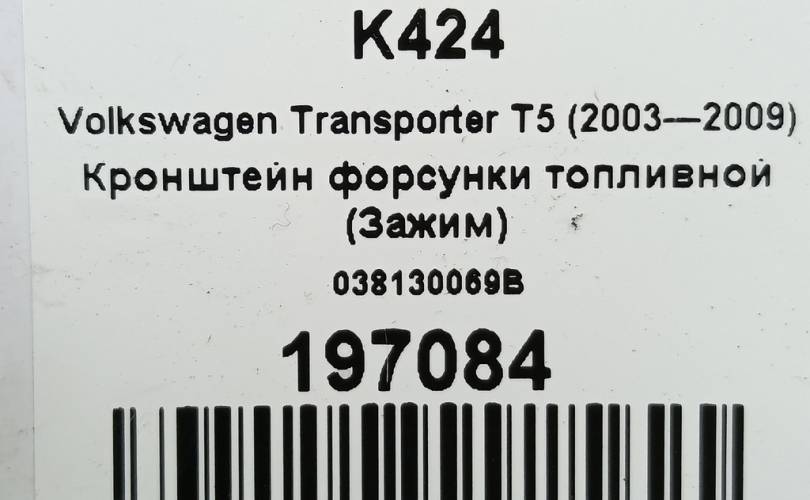 K424
Volkswagen Transporter T5 (2003—2009)
Кронштейн форсунки топливной
(Зажим)
038130069B
197084